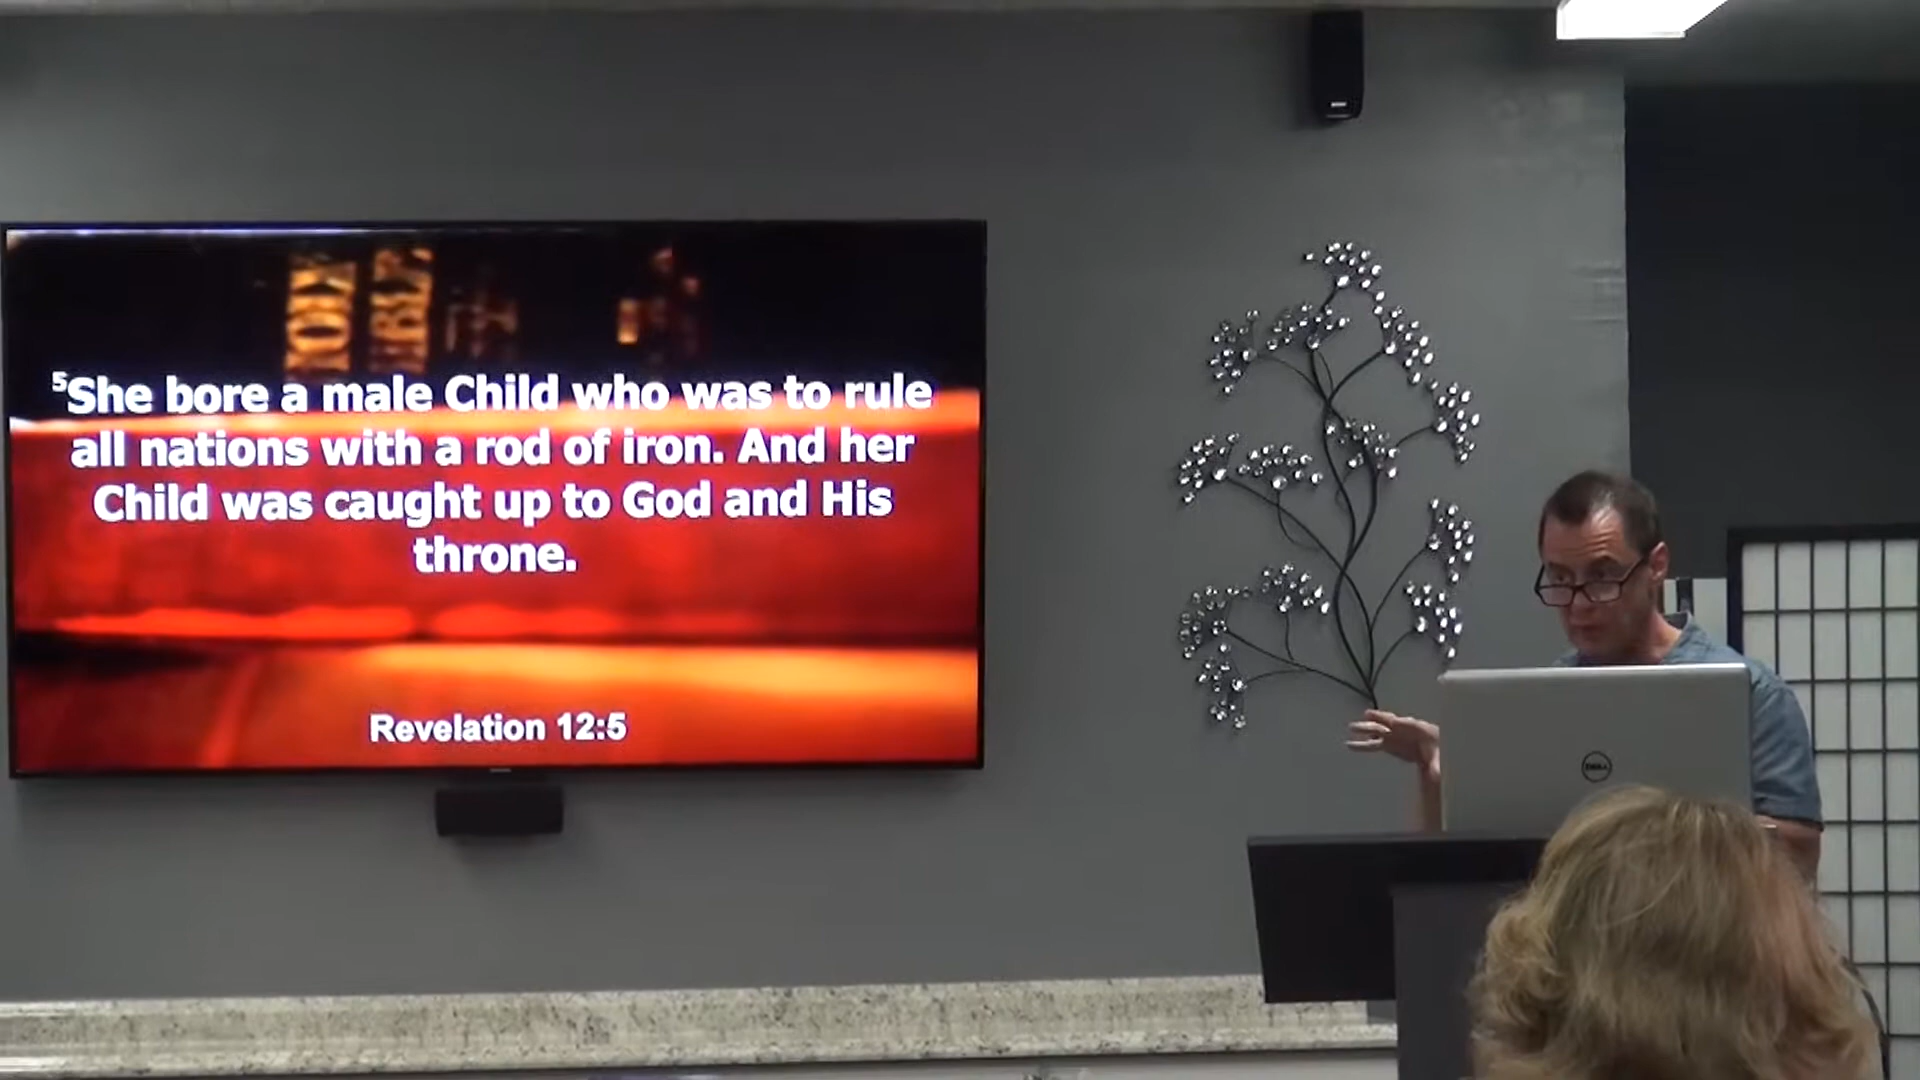 ⁵She bore a male Child who was to rule
all nations with a rod of iron. And her
Child was caught up to God and His
throne.
Revelation 12:5
DELL